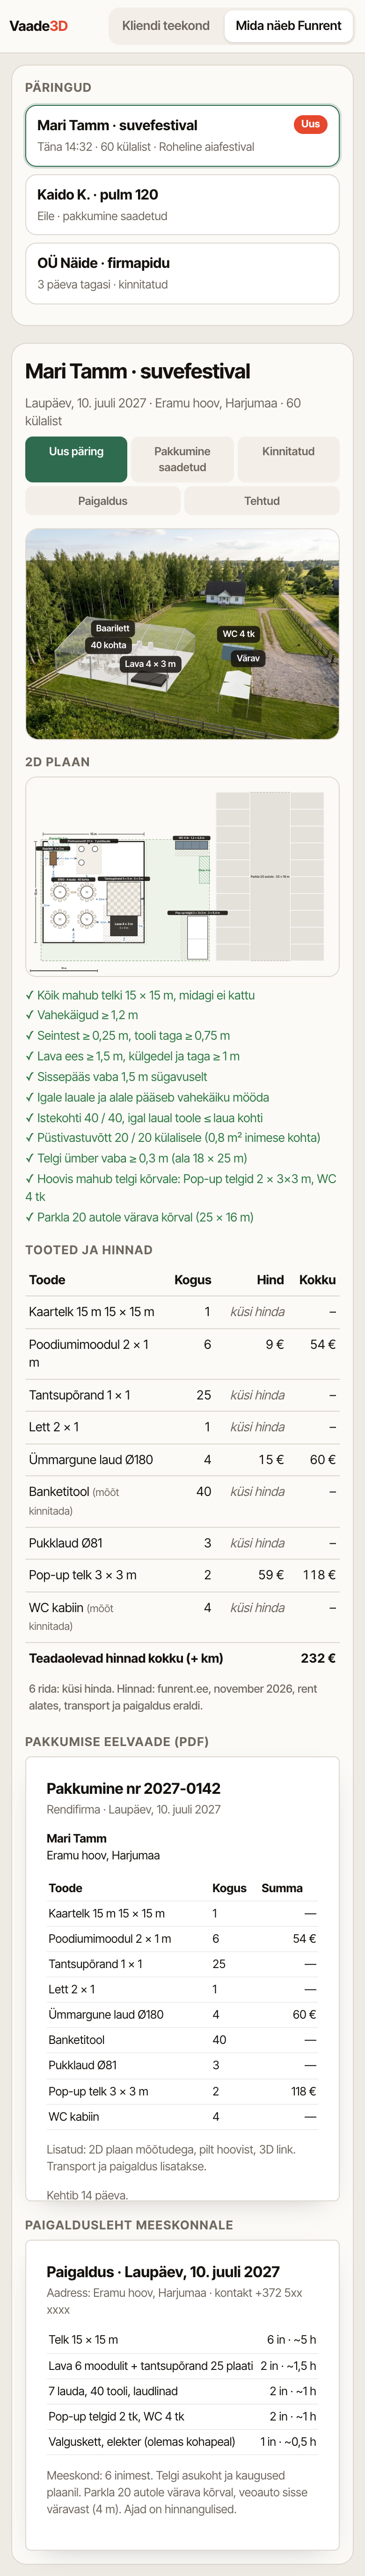 Vaade3D
Kliendi teekond
Mida näeb Funrent
PÄRINGUD
Mari Tamm · suvefestival
Uus
Täna 14:32 · 60 külalist · Roheline aiafestival
Kaido K. · pulm 120
Eile · pakkumine saadetud
OÜ Näide · firmapidu
3 päeva tagasi · kinnitatud
Mari Tamm · suvefestival
Laupäev, 10. juuli 2027 · Eramu hoov, Harjumaa · 60
külalist
Uus päring
Pakkumine
saadetud
Kinnitatud
Paigaldus
Tehtud
Baarilett
40 kohta
Lava 4 × 3 m
WC 4 tk
Värav
2D PLAAN
✓ Kõik mahub telki 15 × 15 m, midagi ei kattu
✓ Vahekäigud ≥ 1,2 m
✓ Seintest ≥ 0,25 m, tooli taga ≥ 0,75 m
✓ Lava ees ≥ 1,5 m, külgedel ja taga ≥ 1 m
✓ Sissepääs vaba 1,5 m sügavuselt
✓ Igale lauale ja alale pääseb vahekäiku mööda
✓ Istekohti 40 / 40, igal laual toole ≤ laua kohti
✓ Püstivastuvõtt 20 / 20 külalisele (0,8 m² inimese kohta)
✓ Telgi ümber vaba ≥ 0,3 m (ala 18 × 25 m)
✓ Hoovis mahub telgi kõrvale: Pop-up telgid 2 × 3×3 m, WC
4 tk
✓ Parkla 20 autole värava kõrval (25 × 16 m)
TOOTED JA HINNAD
Toode Kogus Hind Kokku
Kaartelk 15 m 15 × 15 m 1 küsi hinda –
Poodiumimoodul 2 × 1
m 6 9 € 54 €
Tantsupõrand 1 × 1 25 küsi hinda –
Lett 2 × 1 1 küsi hinda –
Ümmargune laud Ø180 4 15 € 60 €
Banketitool (mõõt
kinnitada) 40 küsi hinda –
Pukklaud Ø81 3 küsi hinda –
Pop-up telk 3 × 3 m 2 59 € 118 €
WC kabiin (mõõt
kinnitada) 4 küsi hinda –
Teadaolevad hinnad kokku (+ km) 232 €
6 rida: küsi hinda. Hinnad: funrent.ee, november 2026, rent
alates, transport ja paigaldus eraldi.
PAKKUMISE EELVAADE (PDF)
Pakkumine nr 2027-0142
Rendifirma · Laupäev, 10. juuli 2027
Mari Tamm
Eramu hoov, Harjumaa
Toode Kogus Summa
Kaartelk 15 m 15 × 15 m 1 —
Poodiumimoodul 2 × 1 m 6 54 €
Tantsupõrand 1 × 1 25 —
Lett 2 × 1 1 —
Ümmargune laud Ø180 4 60 €
Banketitool 40 —
Pukklaud Ø81 3 —
Pop-up telk 3 × 3 m 2 118 €
WC kabiin 4 —
Lisatud: 2D plaan mõõtudega, pilt hoovist, 3D link.
Transport ja paigaldus lisatakse.
Kehtib 14 päeva.
PAIGALDUSLEHT MEESKONNALE
Paigaldus · Laupäev, 10. juuli 2027
Aadress: Eramu hoov, Harjumaa · kontakt +372 5xx
xxxx
Telk 15 × 15 m 6 in · ~5 h
Lava 6 moodulit + tantsupõrand 25 plaati 2 in · ~1,5 h
7 lauda, 40 tooli, laudlinad 2 in · ~1 h
Pop-up telgid 2 tk, WC 4 tk 2 in · ~1 h
Valguskett, elekter (olemas kohapeal) 1 in · ~0,5 h
Meeskond: 6 inimest. Telgi asukoht ja kaugused
plaanil. Parkla 20 autole värava kõrval, veoauto sisse
väravast (4 m). Ajad on hinnangulised.